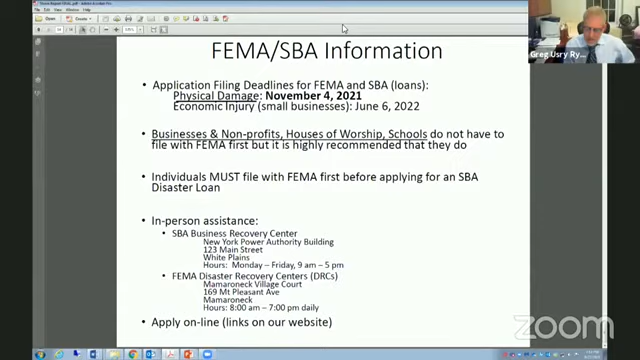 Open
Create
FEMA/SBA Information
Greg Usry Ry...
• Application Filing Deadlines for FEMA and SBA (loans):
Physical Damage: November 4, 2021
Economic Injury (small businesses): June 6, 2022
• Businesses & Non-profits, Houses of Worship, Schools do not have to
file with FEMA first but it is highly recommended that they do
• Individuals MUST file with FEMA first before applying for an SBA
Disaster Loan
• In-person assistance:
• SBA Business Recovery Center
New York Power Authority Building
123 Main Street
White Plains
Hours: Monday – Friday, 9 am – 5 pm
• FEMA Disaster Recovery Centers (DRCs)
Mamaroneck Village Court
169 Mt Pleasant Ave
Mamaroneck
Hours: 8:00 am – 7:00 pm daily
• Apply on-line (links on our website)
zoom